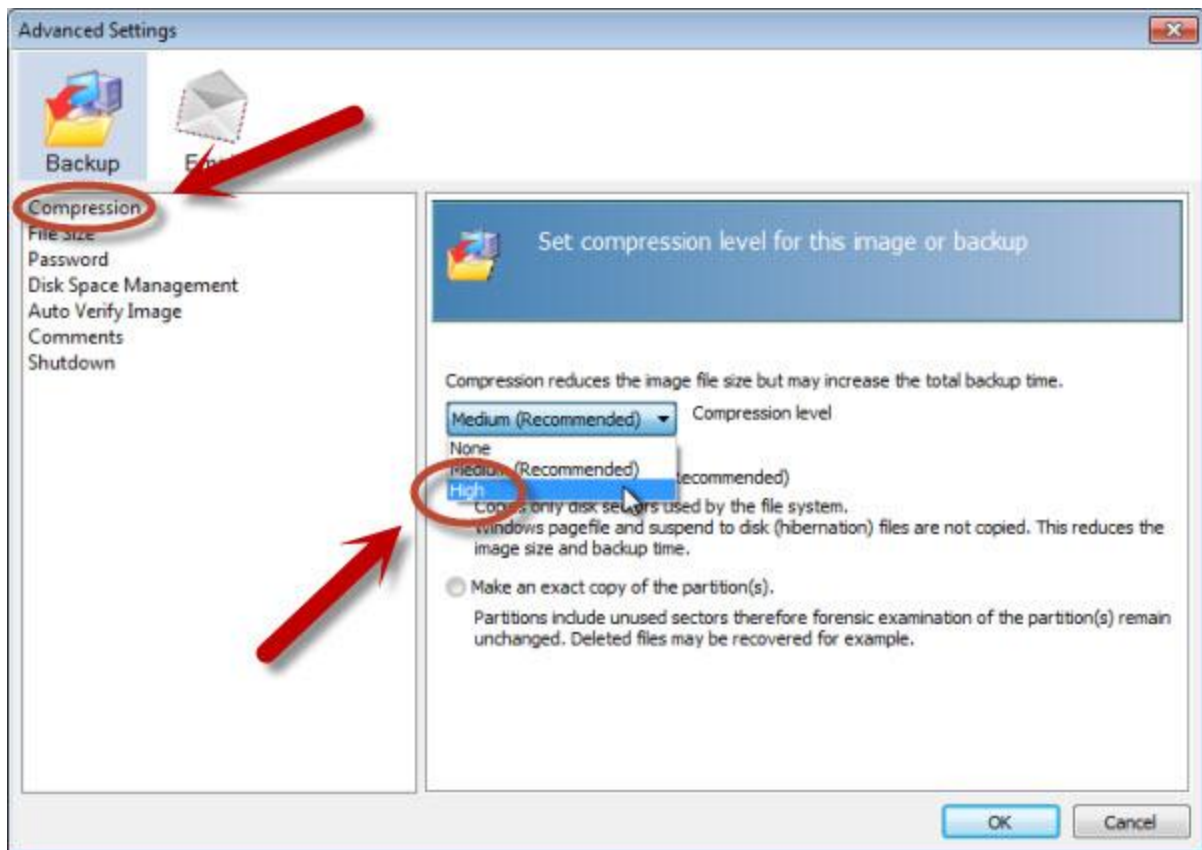 Advanced Settings
Backup
Compression
File Size
Password
Disk Space Management
Auto Verify Image
Comments
Shutdown
Set compression level for this image or backup
Compression reduces the image file size but may increase the total backup time.
Medium (Recommended) Compression level
None
Medium (Recommended)
High
Copies only disk sectors used by the file system.
Windows pagefile and suspend to disk (hibernation) files are not copied. This reduces the
image size and backup time.
Make an exact copy of the partition(s).
Partitions include unused sectors therefore forensic examination of the partition(s) remain
unchanged. Deleted files may be recovered for example.
OK Cancel